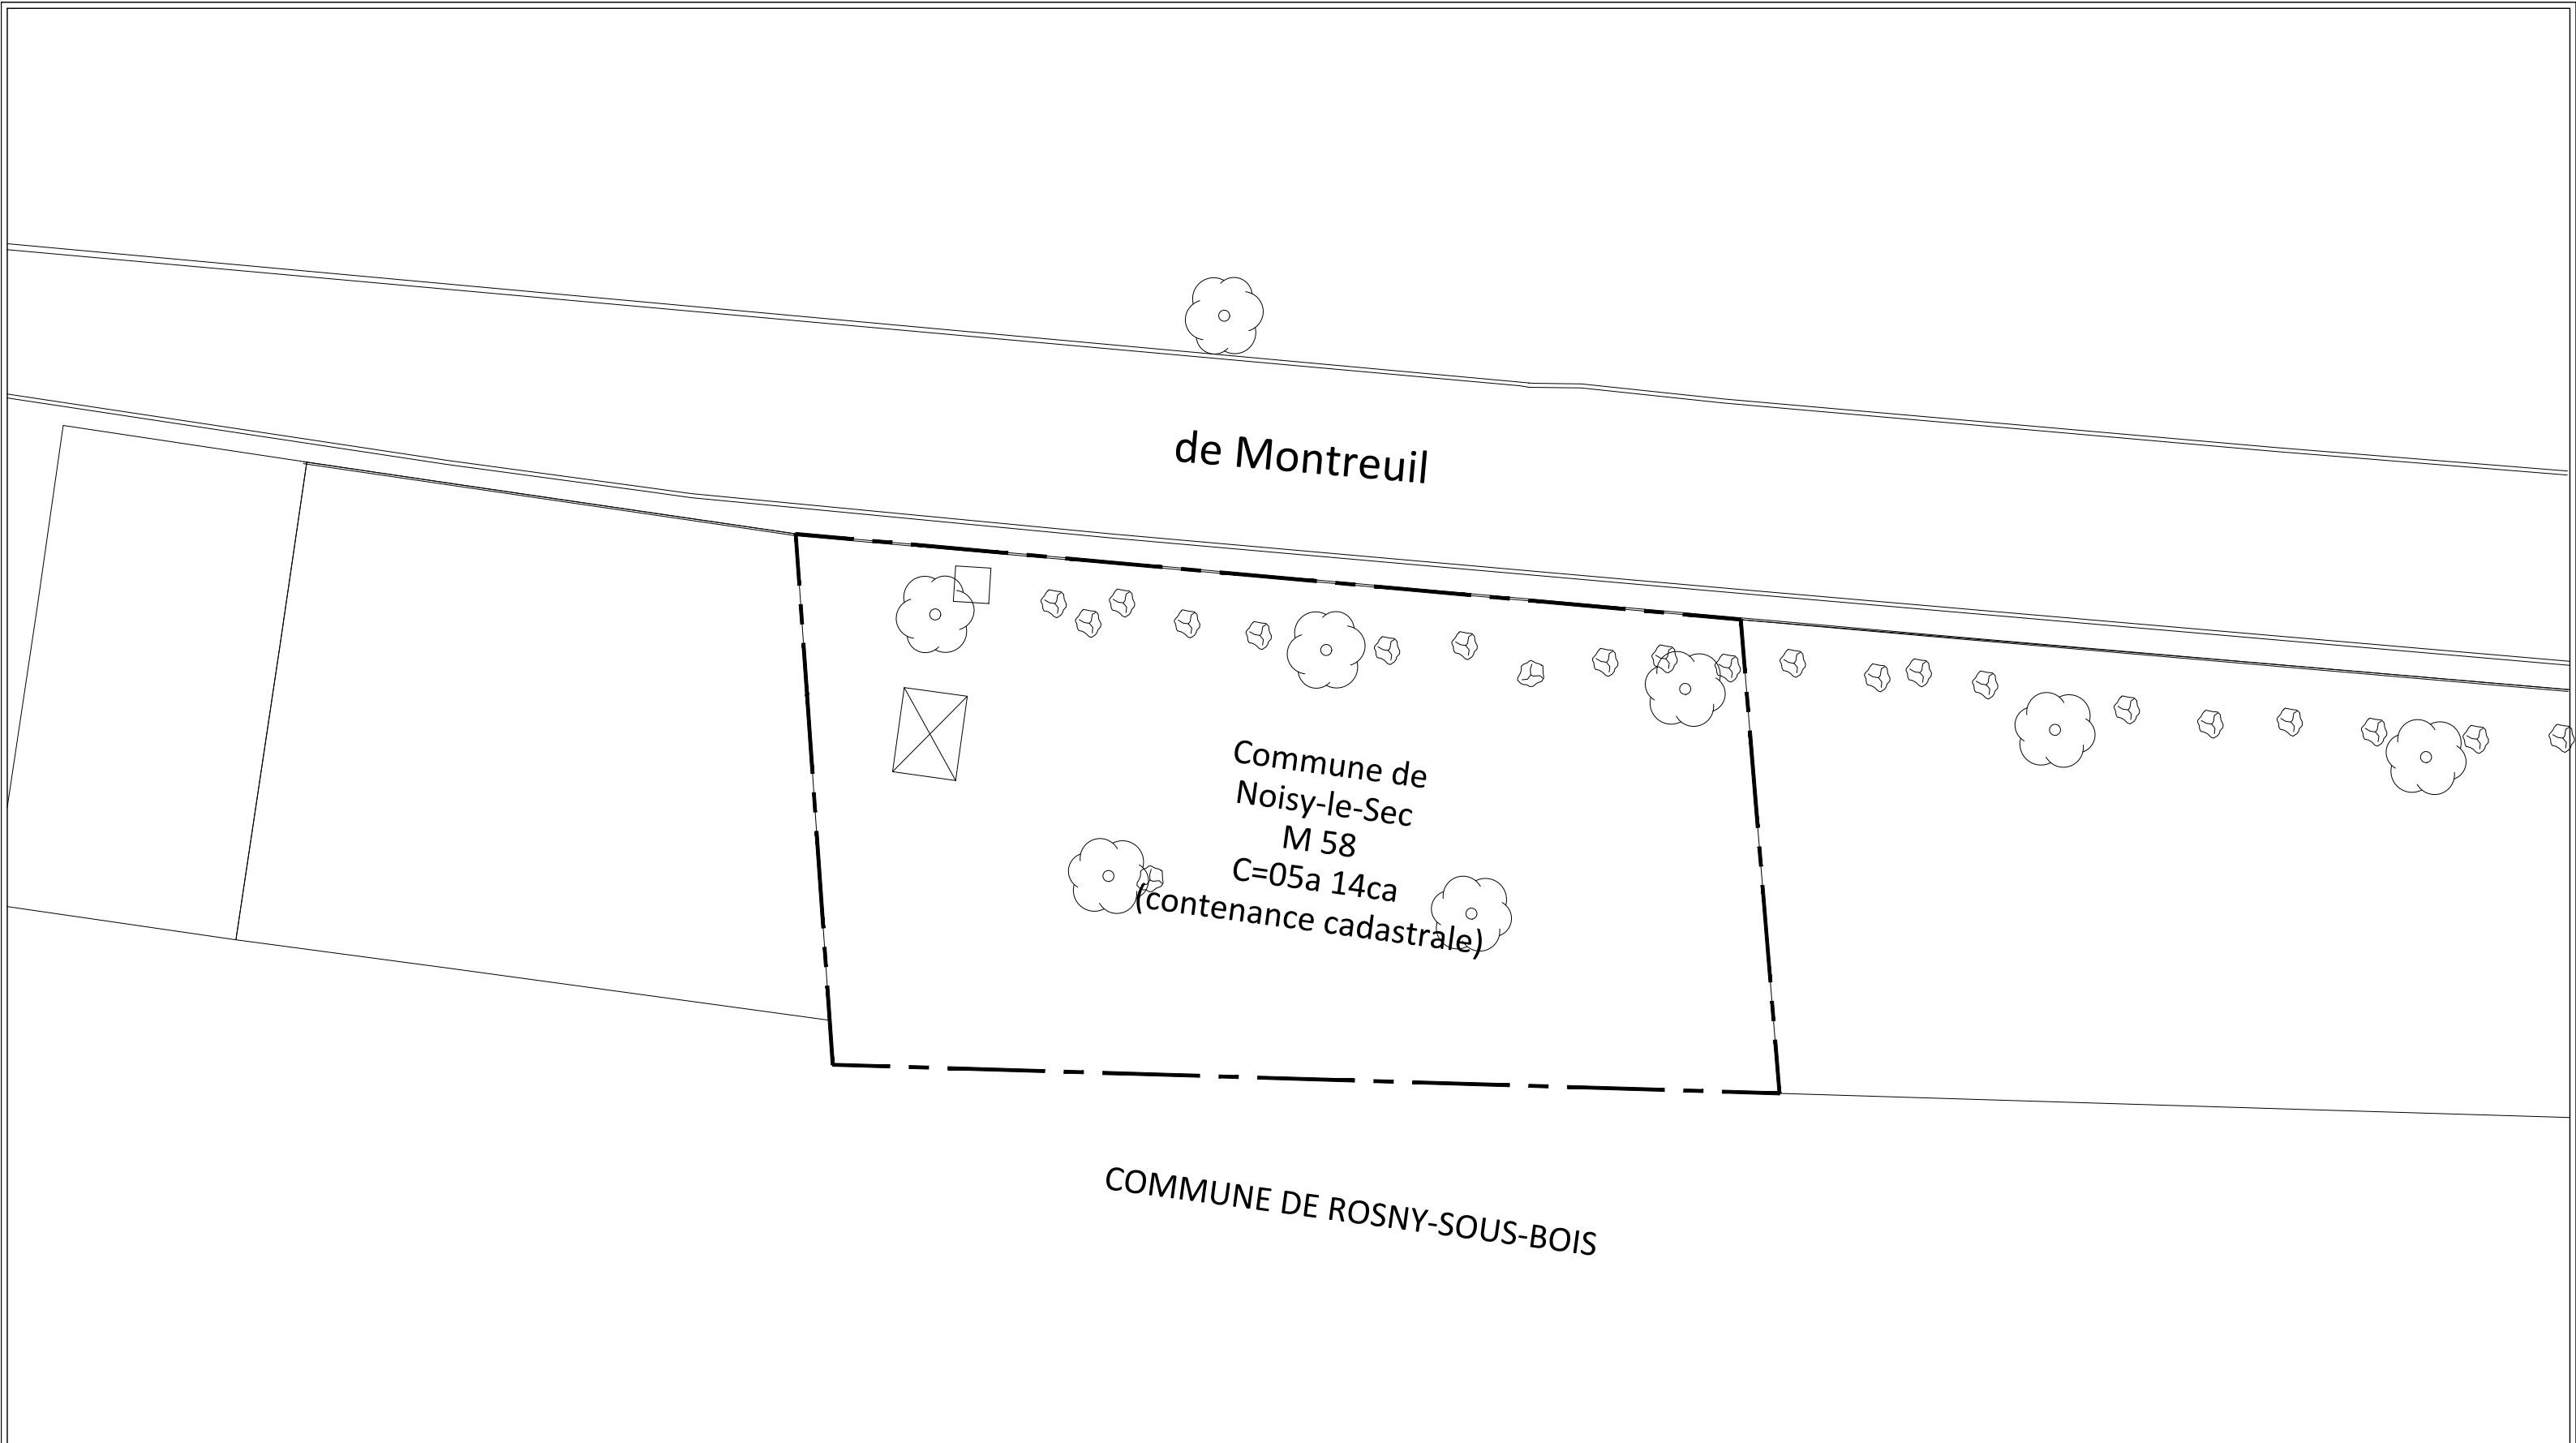 de Montreuil
Commune de
Noisy-le-Sec
M 58
C=05a 14ca
(contenance cadastrale)
COMMUNE DE ROSNY-SOUS-BOIS